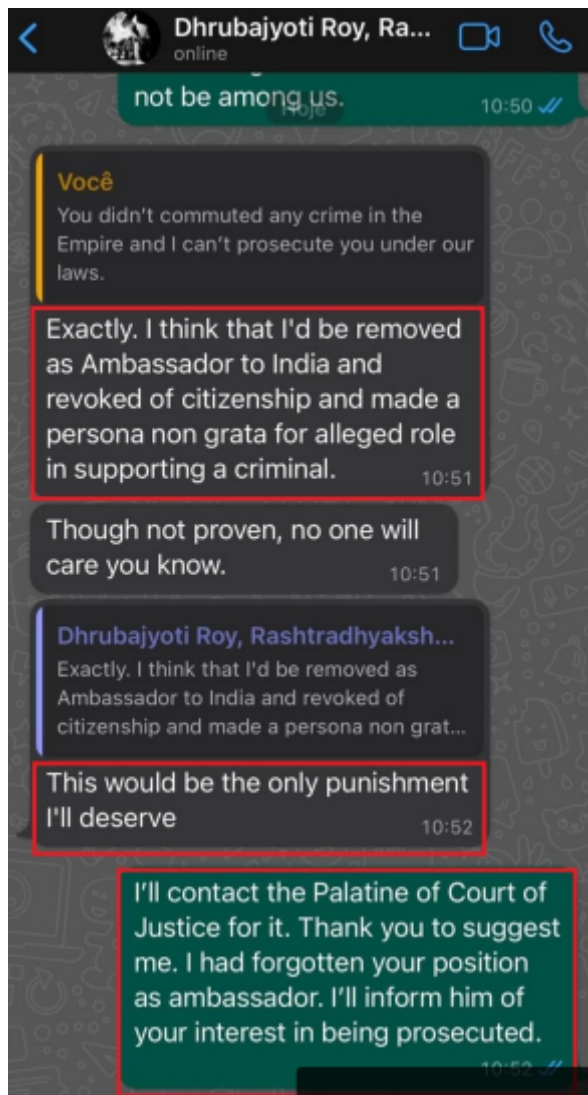 Dhrubajyoti Roy, Ra...
online
not be among us.
10:50
Hoje
Você
You didn't commuted any crime in the
Empire and I can't prosecute you under our
laws.
Exactly. I think that I'd be removed
as Ambassador to India and
revoked of citizenship and made a
persona non grata for alleged role
in supporting a criminal.
10:51
Though not proven, no one will
care you know.
10:51
Dhrubajyoti Roy, Rashtradhyaksh...
Exactly. I think that I'd be removed as
Ambassador to India and revoked of
citizenship and made a persona non grat...
This would be the only punishment
I'll deserve
10:52
I'll contact the Palatine of Court of
Justice for it. Thank you to suggest
me. I had forgotten your position
as ambassador. I'll inform him of
your interest in being prosecuted.
10:52